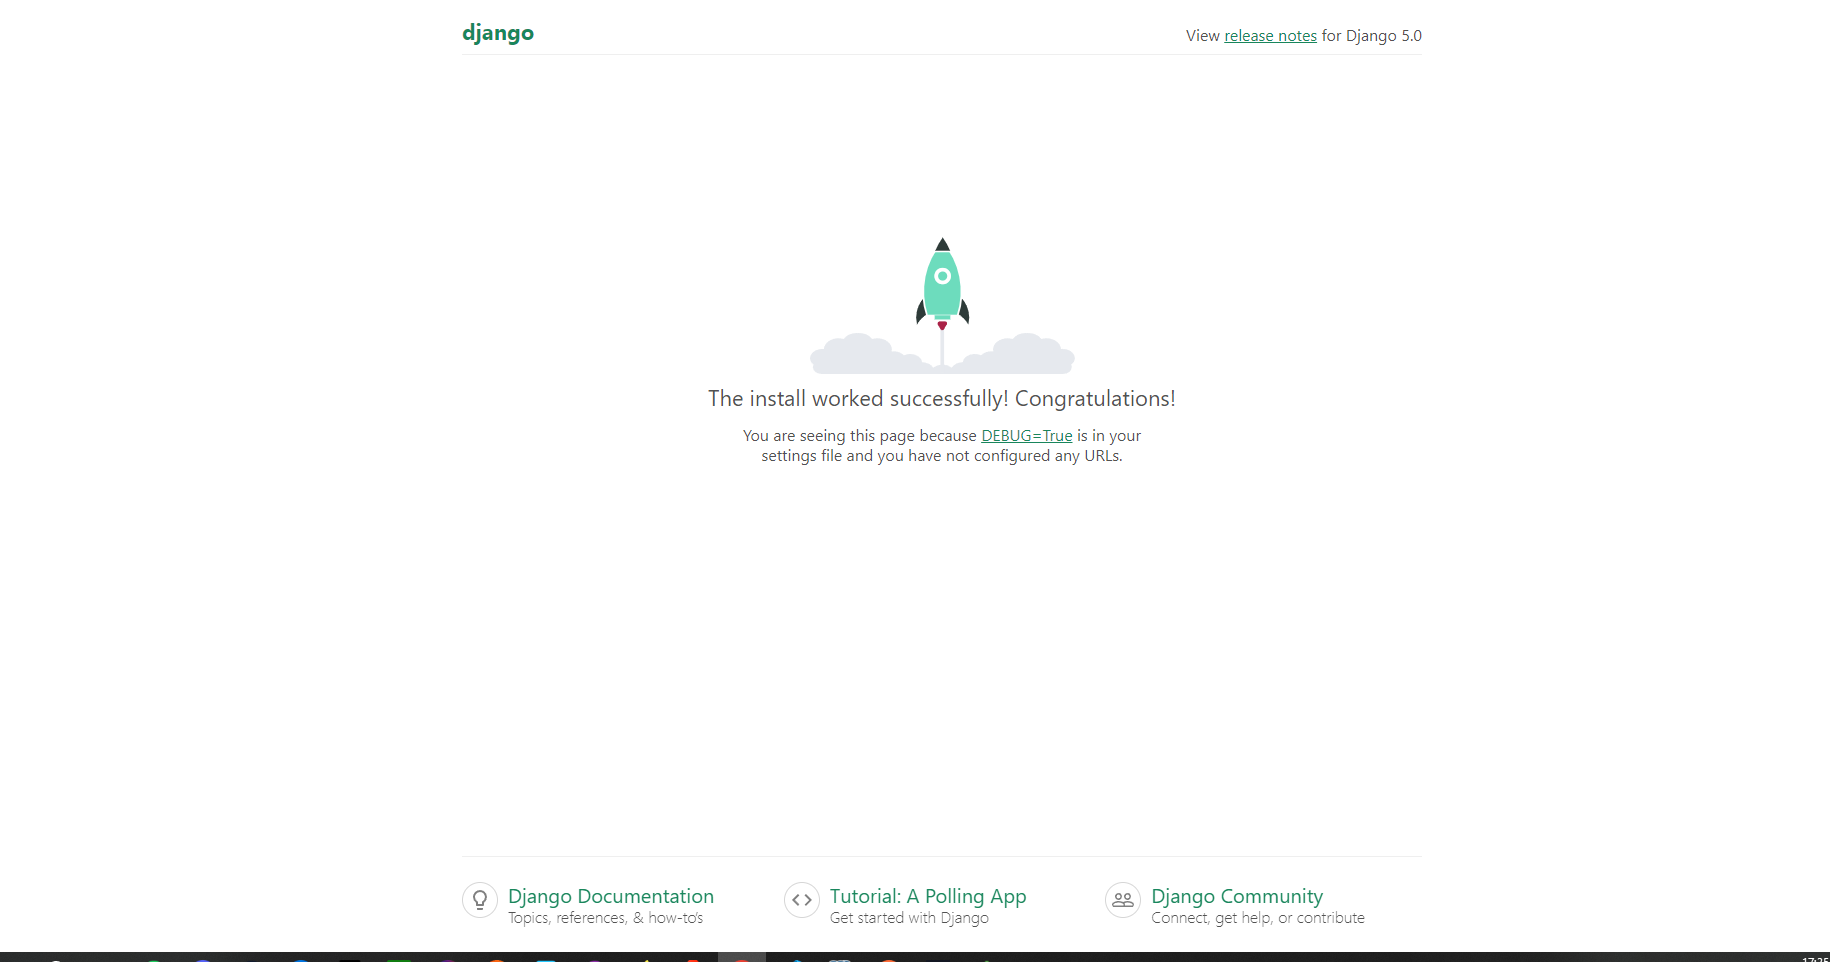 django
View release notes for Django 5.0
The install worked successfully! Congratulations!
You are seeing this page because DEBUG=True is in your
settings file and you have not configured any URLs.
Django Documentation
Topics, references, & how-to's
Tutorial: A Polling App
Get started with Django
Django Community
Connect, get help, or contribute